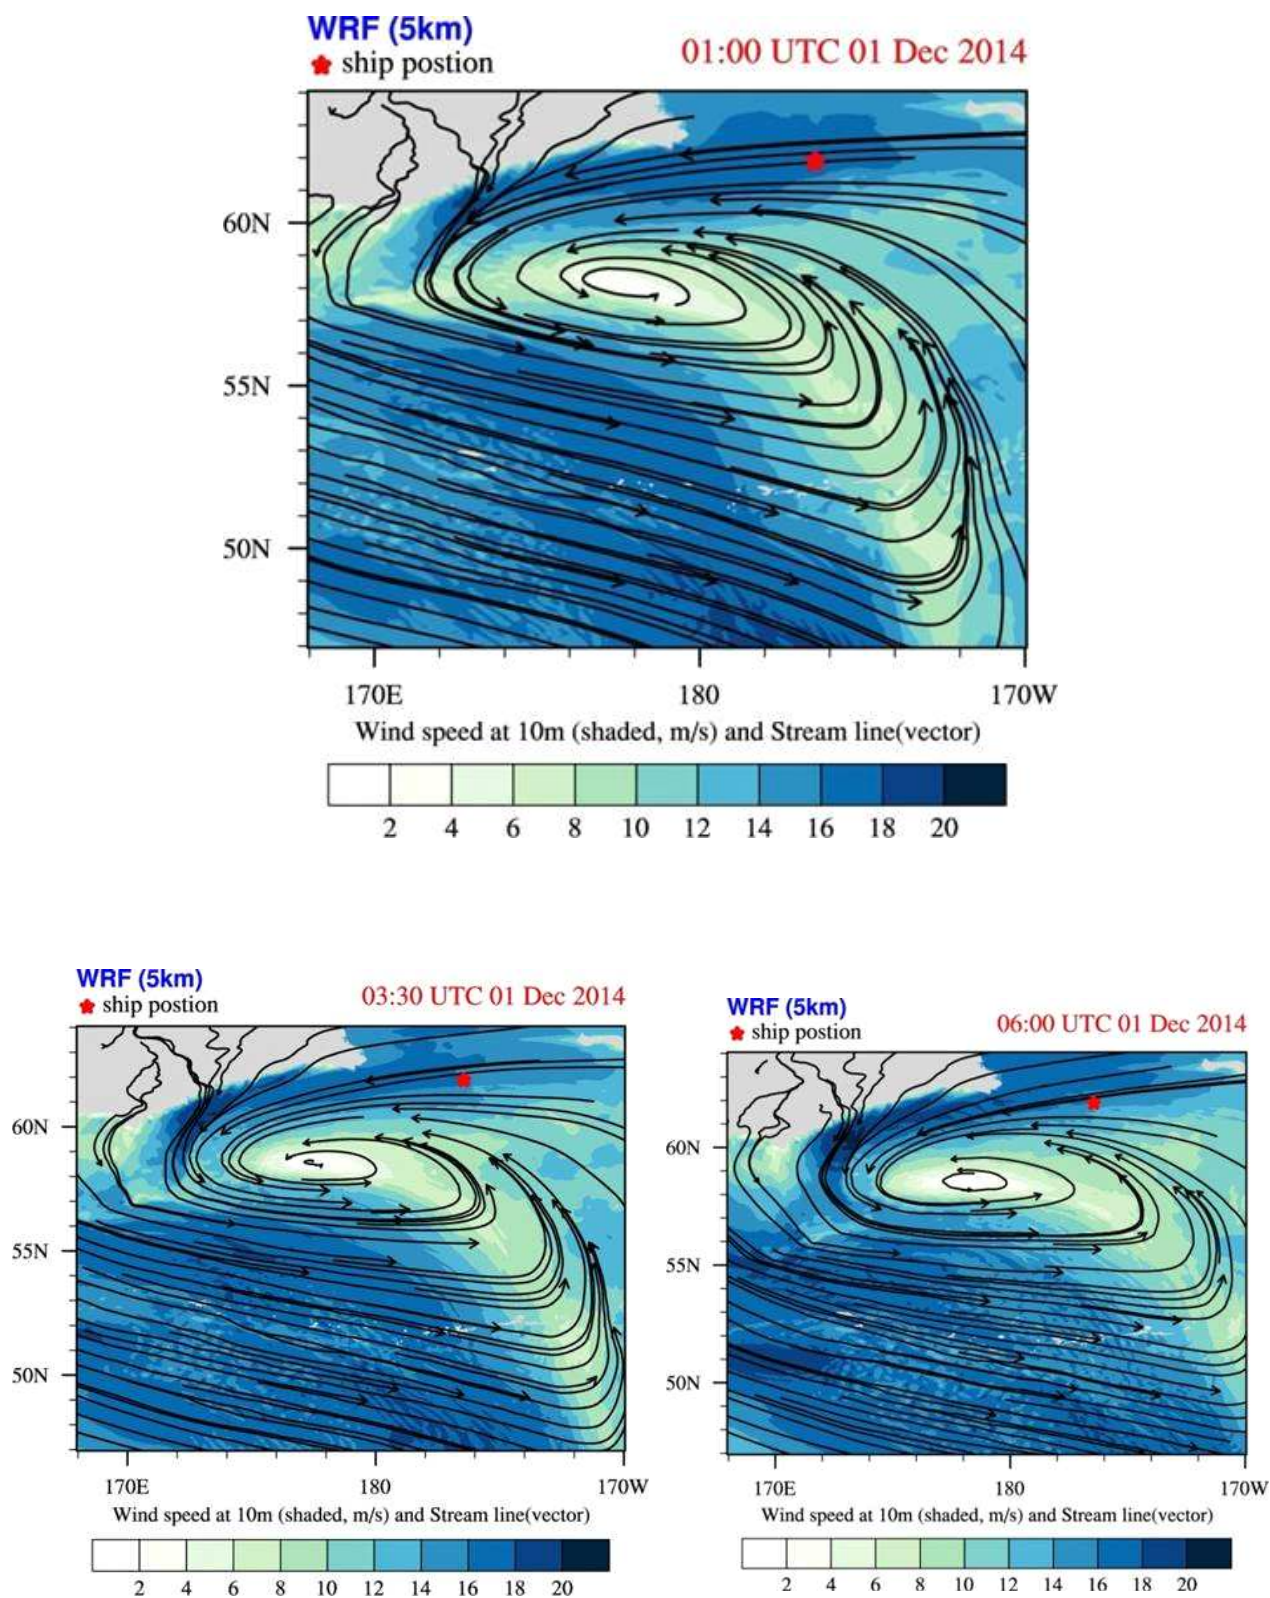 WRF (5km)
ship postion
01:00 UTC 01 Dec 2014
60N
55N
50N
170E 180 170W
Wind speed at 10m (shaded, m/s) and Stream line(vector)
2 4 6 8 10 12 14 16 18 20
WRF (5km)
ship postion
03:30 UTC 01 Dec 2014
60N
55N
50N
170E 180 170W
Wind speed at 10m (shaded, m/s) and Stream line(vector)
2 4 6 8 10 12 14 16 18 20
WRF (5km)
ship postion
06:00 UTC 01 Dec 2014
60N
55N
50N
170E 180 170W
Wind speed at 10m (shaded, m/s) and Stream line(vector)
2 4 6 8 10 12 14 16 18 20